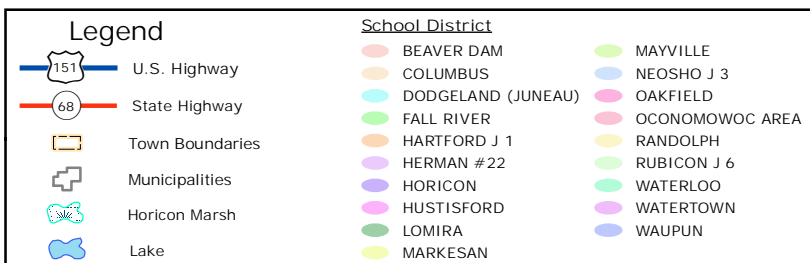 Legend
151
U.S. Highway
68
State Highway
Town Boundaries
Municipalities
Horicon Marsh
Lake
School District
BEAVER DAM
COLUMBUS
DODGELAND (JUNEAU)
FALL RIVER
HARTFORD J 1
HERMAN #22
HORICON
HUSTISFORD
LOMIRA
MARKESAN
MAYVILLE
NEOSHO J 3
OAKFIELD
OCONOMOWOC AREA
RANDOLPH
RUBICON J 6
WATERLOO
WATERTOWN
WAUPUN